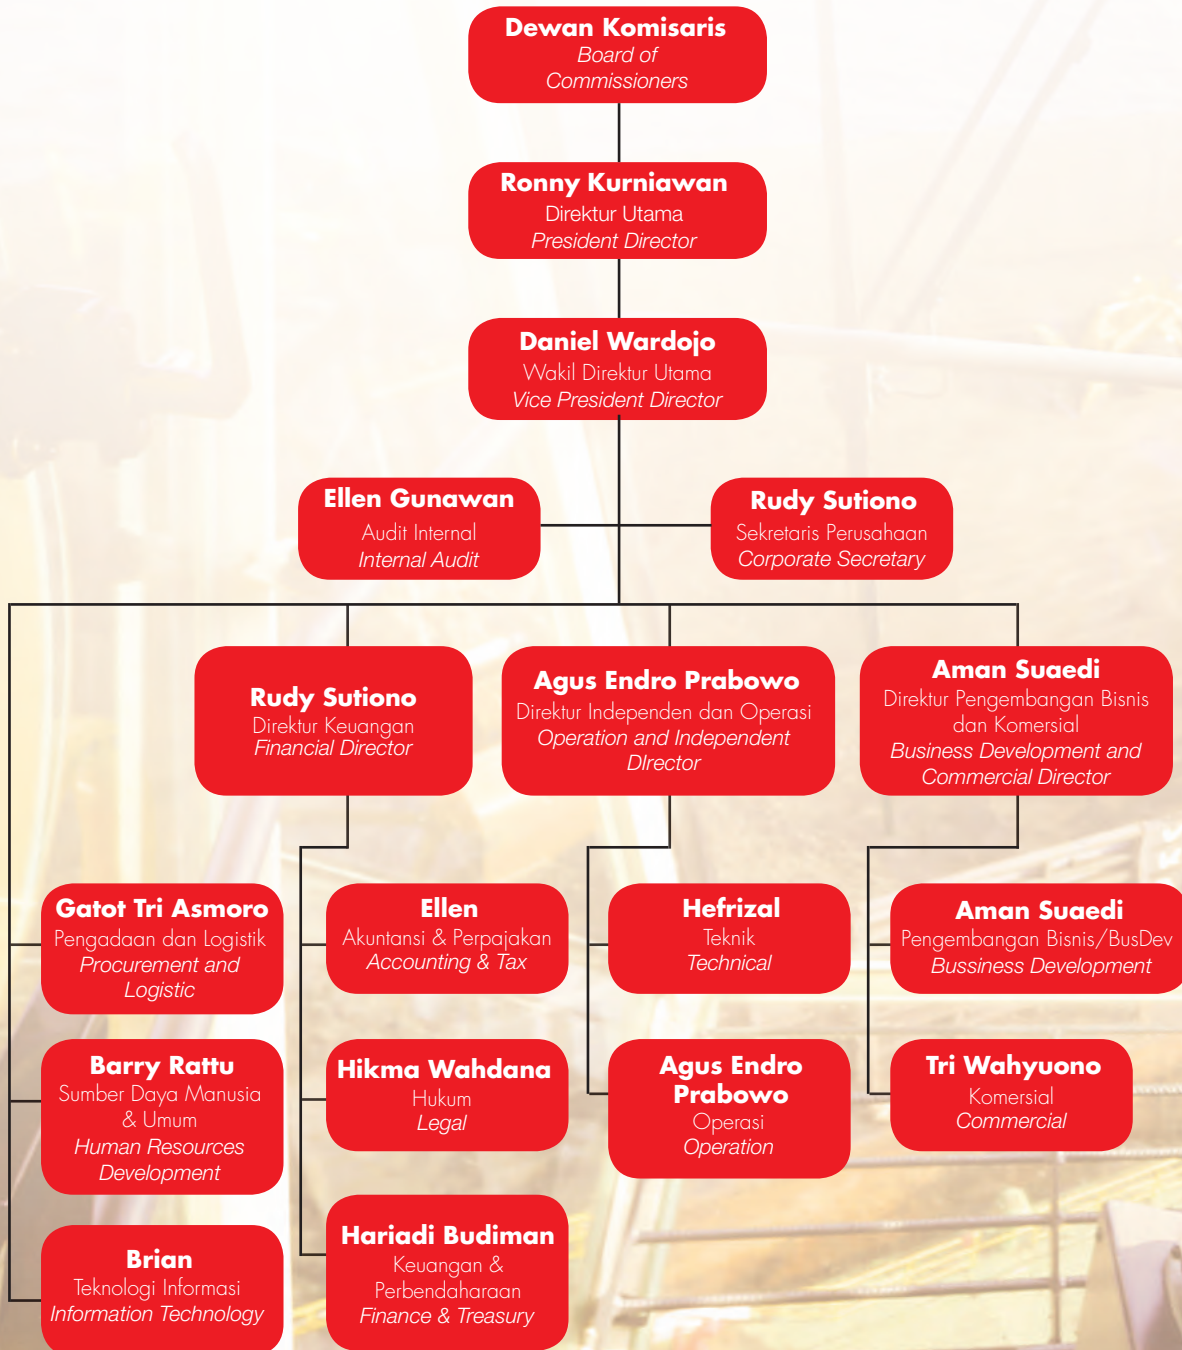 Dewan Komisaris
Board of
Commissioners
Ronny Kurniawan
Direktur Utama
President Director
Daniel Wardojo
Wakil Direktur Utama
Vice President Director
Ellen Gunawan
Audit Internal
Internal Audit
Rudy Sutiono
Sekretaris Perusahaan
Corporate Secretary
Rudy Sutiono
Direktur Keuangan
Financial Director
Agus Endro Prabowo
Direktur Independen dan Operasi
Operation and Independent
DIrector
Aman Suaedi
Direktur Pengembangan Bisnis
dan Komersial
Business Development and
Commercial Director
Gatot Tri Asmoro
Pengadaan dan Logistik
Procurement and
Logistic
Ellen
Akuntansi & Perpajakan
Accounting & Tax
Hefrizal
Teknik
Technical
Aman Suaedi
Pengembangan Bisnis/BusDev
Bussiness Development
Barry Rattu
Sumber Daya Manusia
& Umum
Human Resources
Development
Hikma Wahdana
Hukum
Legal
Agus Endro
Prabowo
Operasi
Operation
Tri Wahyuono
Komersial
Commercial
Brian
Teknologi Informasi
Information Technology
Hariadi Budiman
Keuangan &
Perbendaharaan
Finance & Treasury